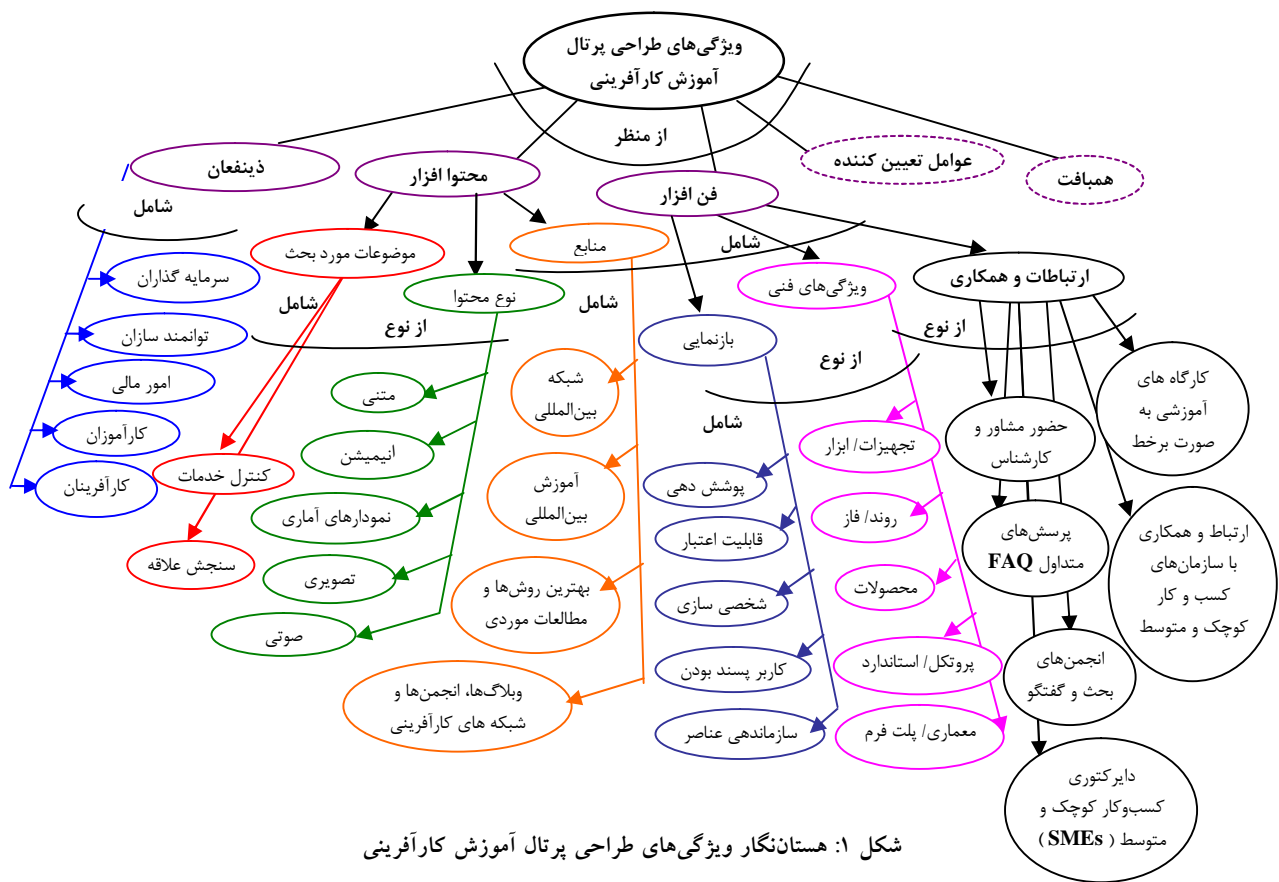 ویژگی‌های طراحی پرتال
آموزش کارآفرینی
از منظر
همبافت
عوامل تعیین کننده
فن افزار
محتوا افزار
ذینفعان
شامل
سرمایه گذاران
توانمند سازان
امور مالی
کارآموزان
کارآفرینان
موضوعات مورد بحث
شامل
کنترل خدمات
سنجش علاقه
نوع محتوا
از نوع
متنی
انیمیشن
نمودارهای آماری
تصویری
صوتی
منابع
شامل
شبکه
بین‌المللی
آموزش
بین‌المللی
بهترین روش‌ها و
مطالعات موردی
وبلاگ‌ها، انجمن‌ها و
شبکه های کارآفرینی
شامل
بازنمایی
شامل
پوشش دهی
قابلیت اعتبار
شخصی سازی
کاربر پسند بودن
سازماندهی عناصر
ویژگی‌های فنی
از نوع
تجهیزات/ ابزار
روند/ فاز
محصولات
پروتکل/ استاندارد
معماری/ پلت فرم
ارتباطات و همکاری
از نوع
کارگاه های
آموزشی به
صورت برخط
حضور مشاور و
کارشناس
پرسش‌های
متداول FAQ
ارتباط و همکاری
با سازمان‌های
کسب و کار
کوچک و متوسط
انجمن‌های
بحث و گفتگو
دایرکتوری
کسب‌وکار کوچک و
متوسط ( SMEs )
شکل ۱: هستان‌نگار ویژگی‌های طراحی پرتال آموزش کارآفرینی